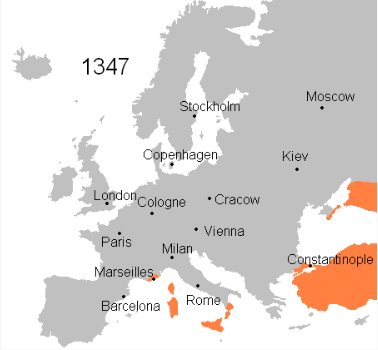 1347
Stockholm
Moscow
Copenhagen
Kiev
London
Cologne
Cracow
Paris
Vienna
Milan
Marseilles
Constantinople
Barcelona
Rome